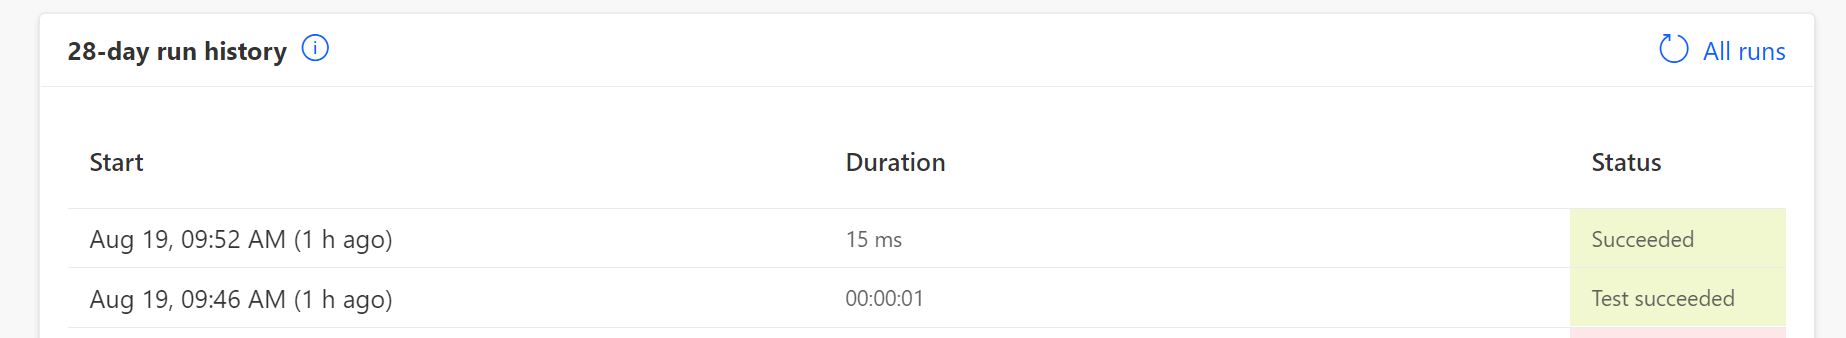 28-day run history
All runs
Start Duration Status
Aug 19, 09:52 AM (1 h ago) 15 ms Succeeded
Aug 19, 09:46 AM (1 h ago) 00:00:01 Test succeeded